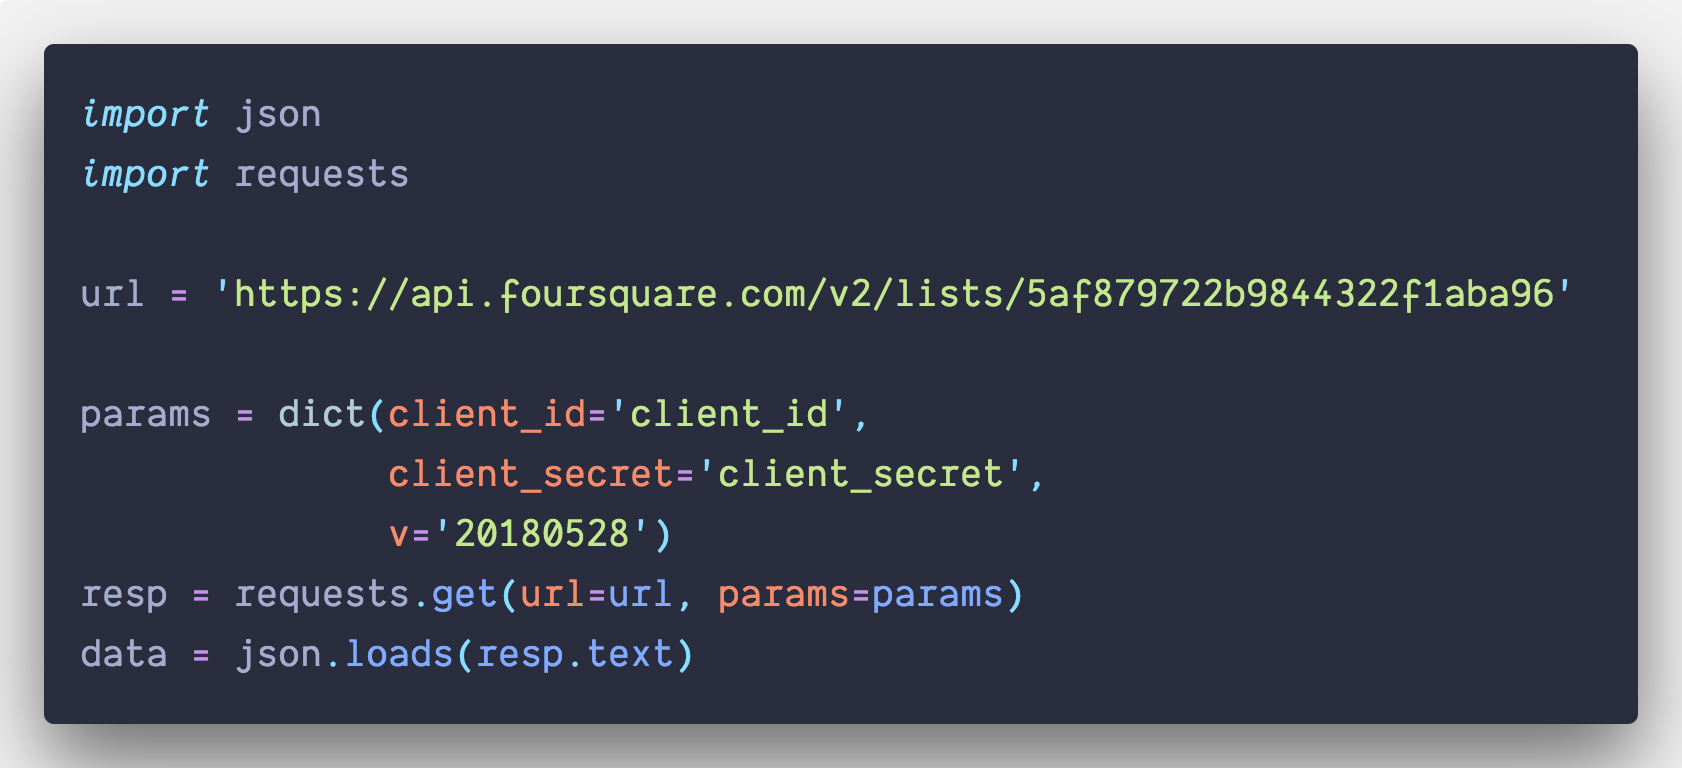 import json
import requests
url = 'https://api.foursquare.com/v2/lists/5af879722b9844322f1aba96'
params = dict(client_id='client_id',
client_secret='client_secret',
v='20180528')
resp = requests.get(url=url, params=params)
data = json.loads(resp.text)